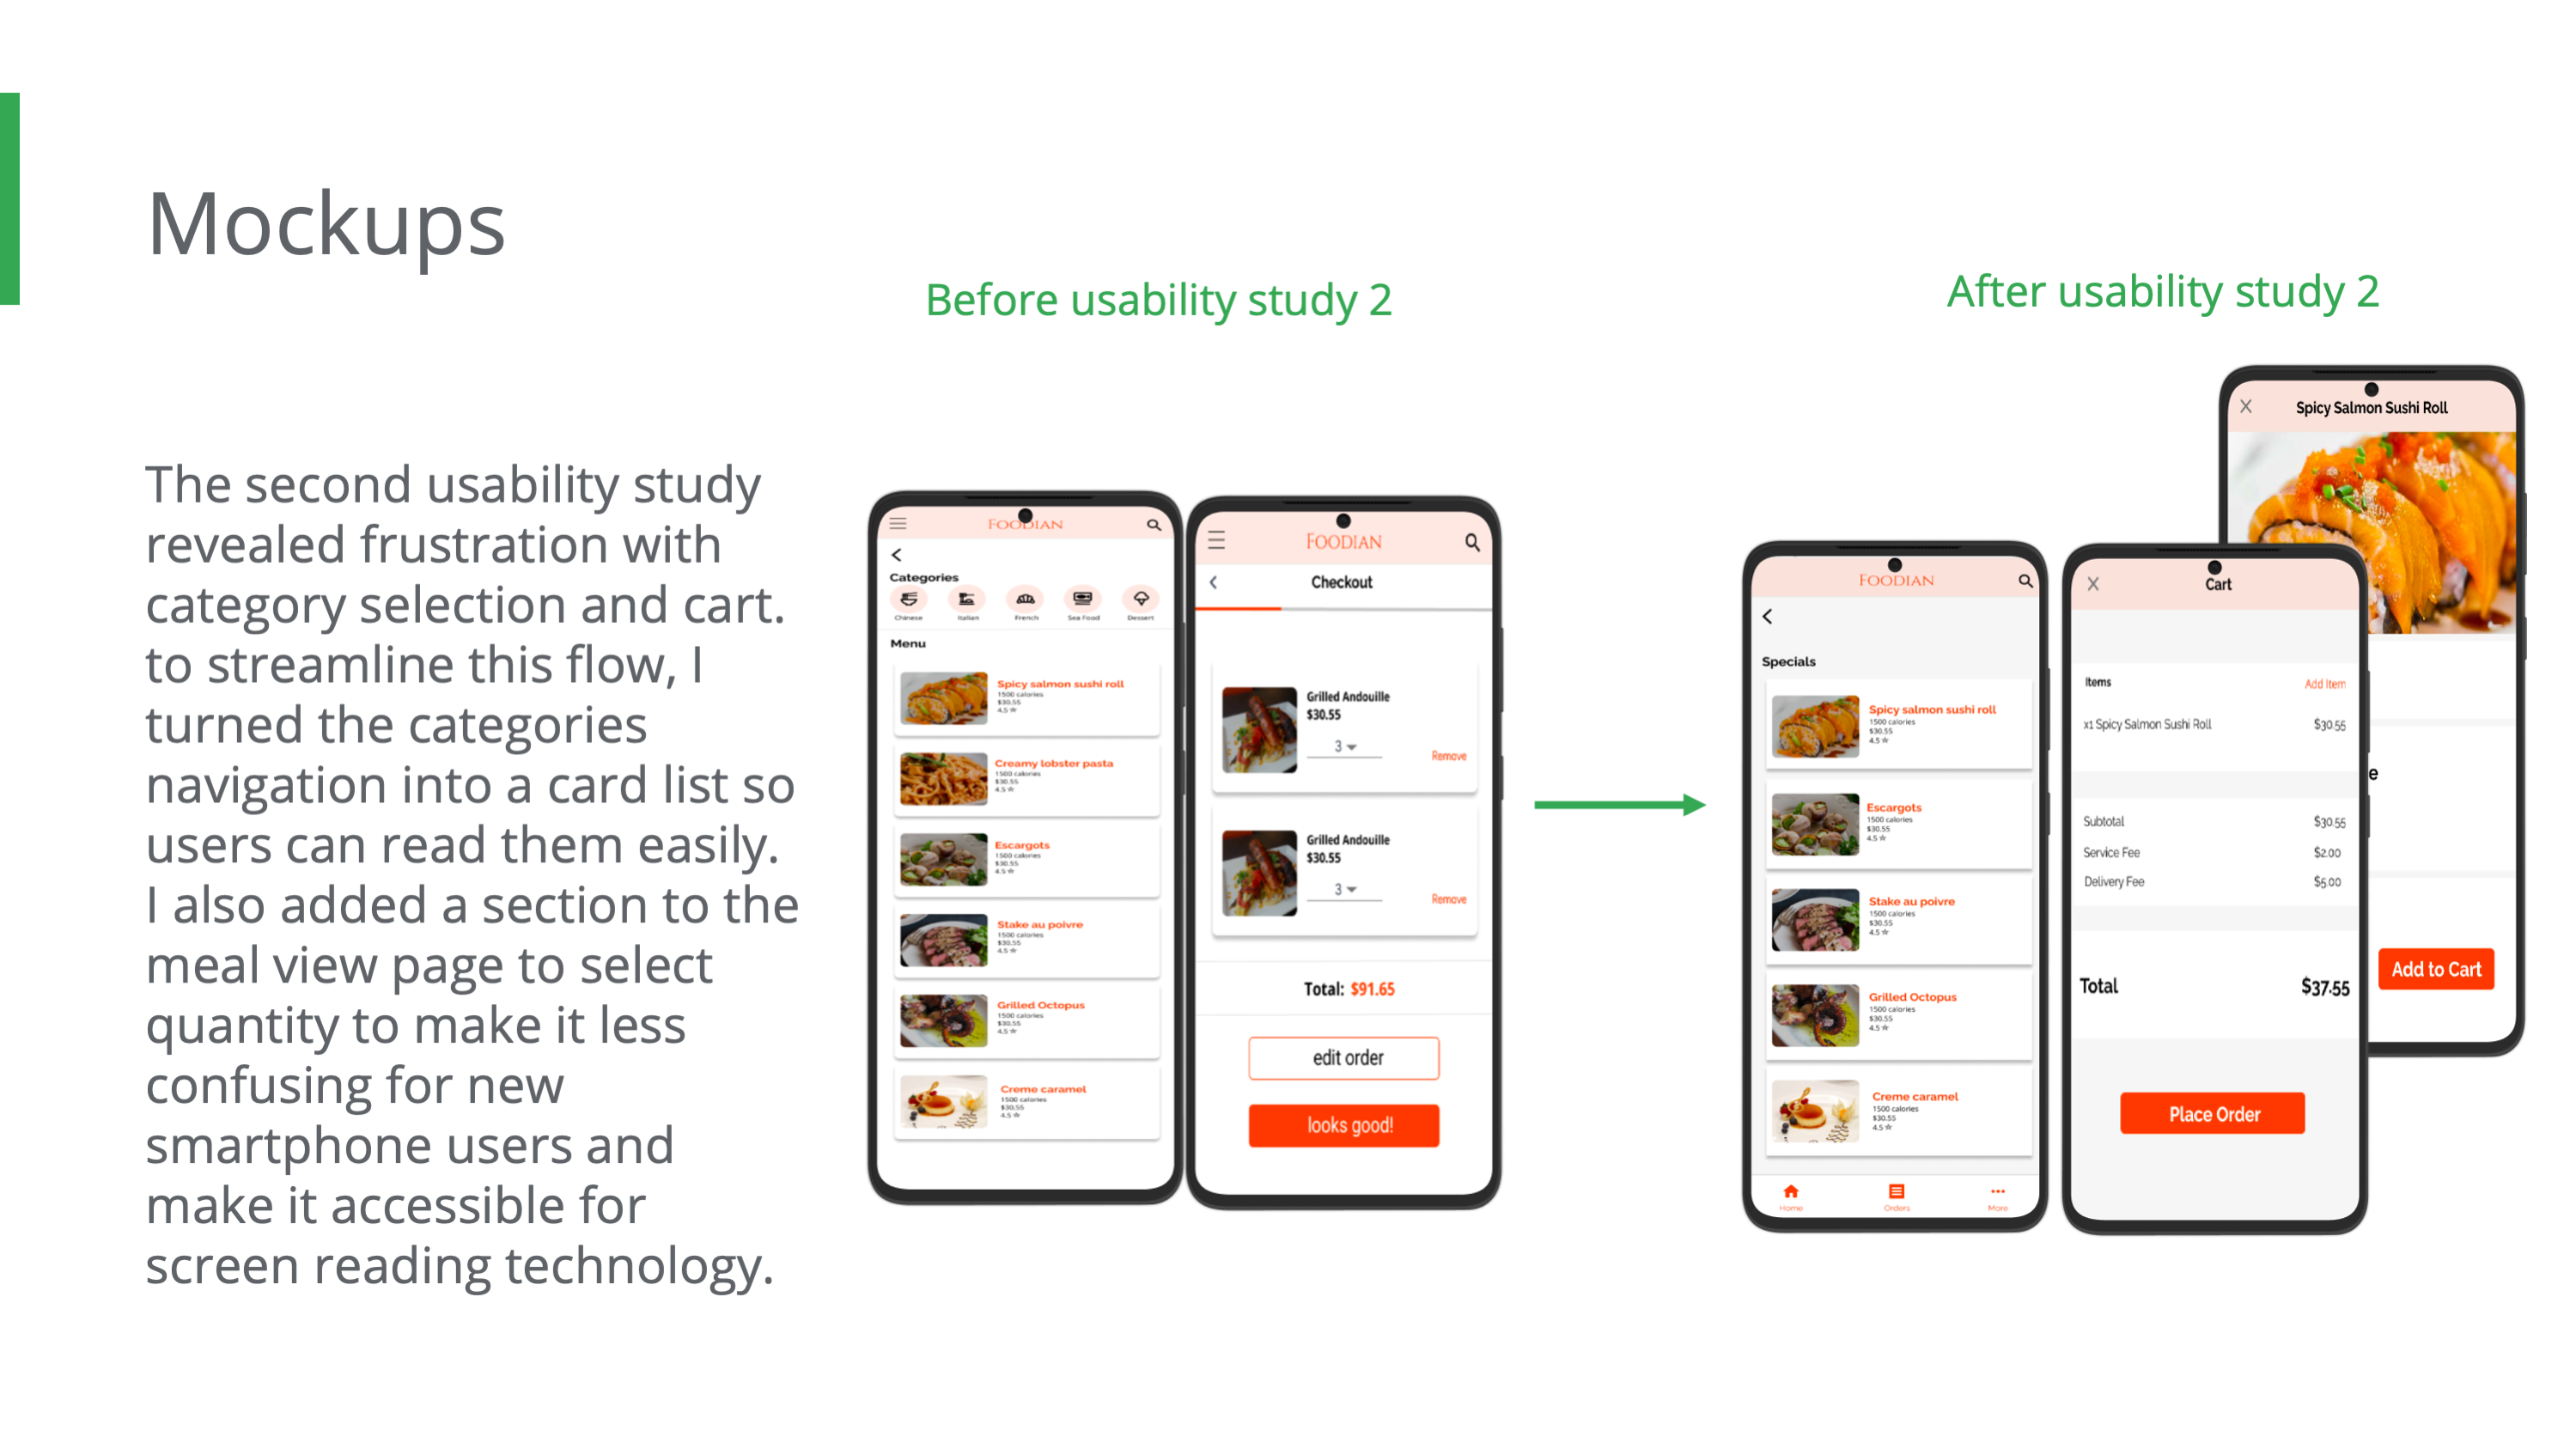 Mockups
Before usability study 2
After usability study 2
The second usability study
revealed frustration with
category selection and cart.
to streamline this flow, I
turned the categories
navigation into a card list so
users can read them easily.
I also added a section to the
meal view page to select
quantity to make it less
confusing for new
smartphone users and
make it accessible for
screen reading technology.
FOODIAN
Categories
Chinese Italian French Sea Food Dessert
Menu
Spicy salmon sushi roll
1500 calories
$30.55
4.5
Creamy lobster pasta
1500 calories
$30.55
4.5
Escargots
1500 calories
$30.55
4.5
Stake au poivre
1500 calories
$30.55
4.5
Grilled Octopus
1500 calories
$30.55
4.5
Creme caramel
1500 calories
$30.55
4.5
FOODIAN
Checkout
Grilled Andouille
$30.55
3
Remove
Grilled Andouille
$30.55
3
Remove
Total: $91.65
edit order
looks good!
FOODIAN
Specials
Spicy salmon sushi roll
1500 calories
$30.55
4.5
Escargots
1500 calories
$30.55
4.5
Stake au poivre
1500 calories
$30.55
4.5
Grilled Octopus
1500 calories
$30.55
4.5
Creme caramel
1500 calories
$30.55
4.5
Home Orders More
X Cart
Items Add Item
x1 Spicy Salmon Sushi Roll $30.55
Subtotal $30.55
Service Fee $2.00
Delivery Fee $5.00
Total $37.55
Place Order
X Spicy Salmon Sushi Roll
e
Add to Cart